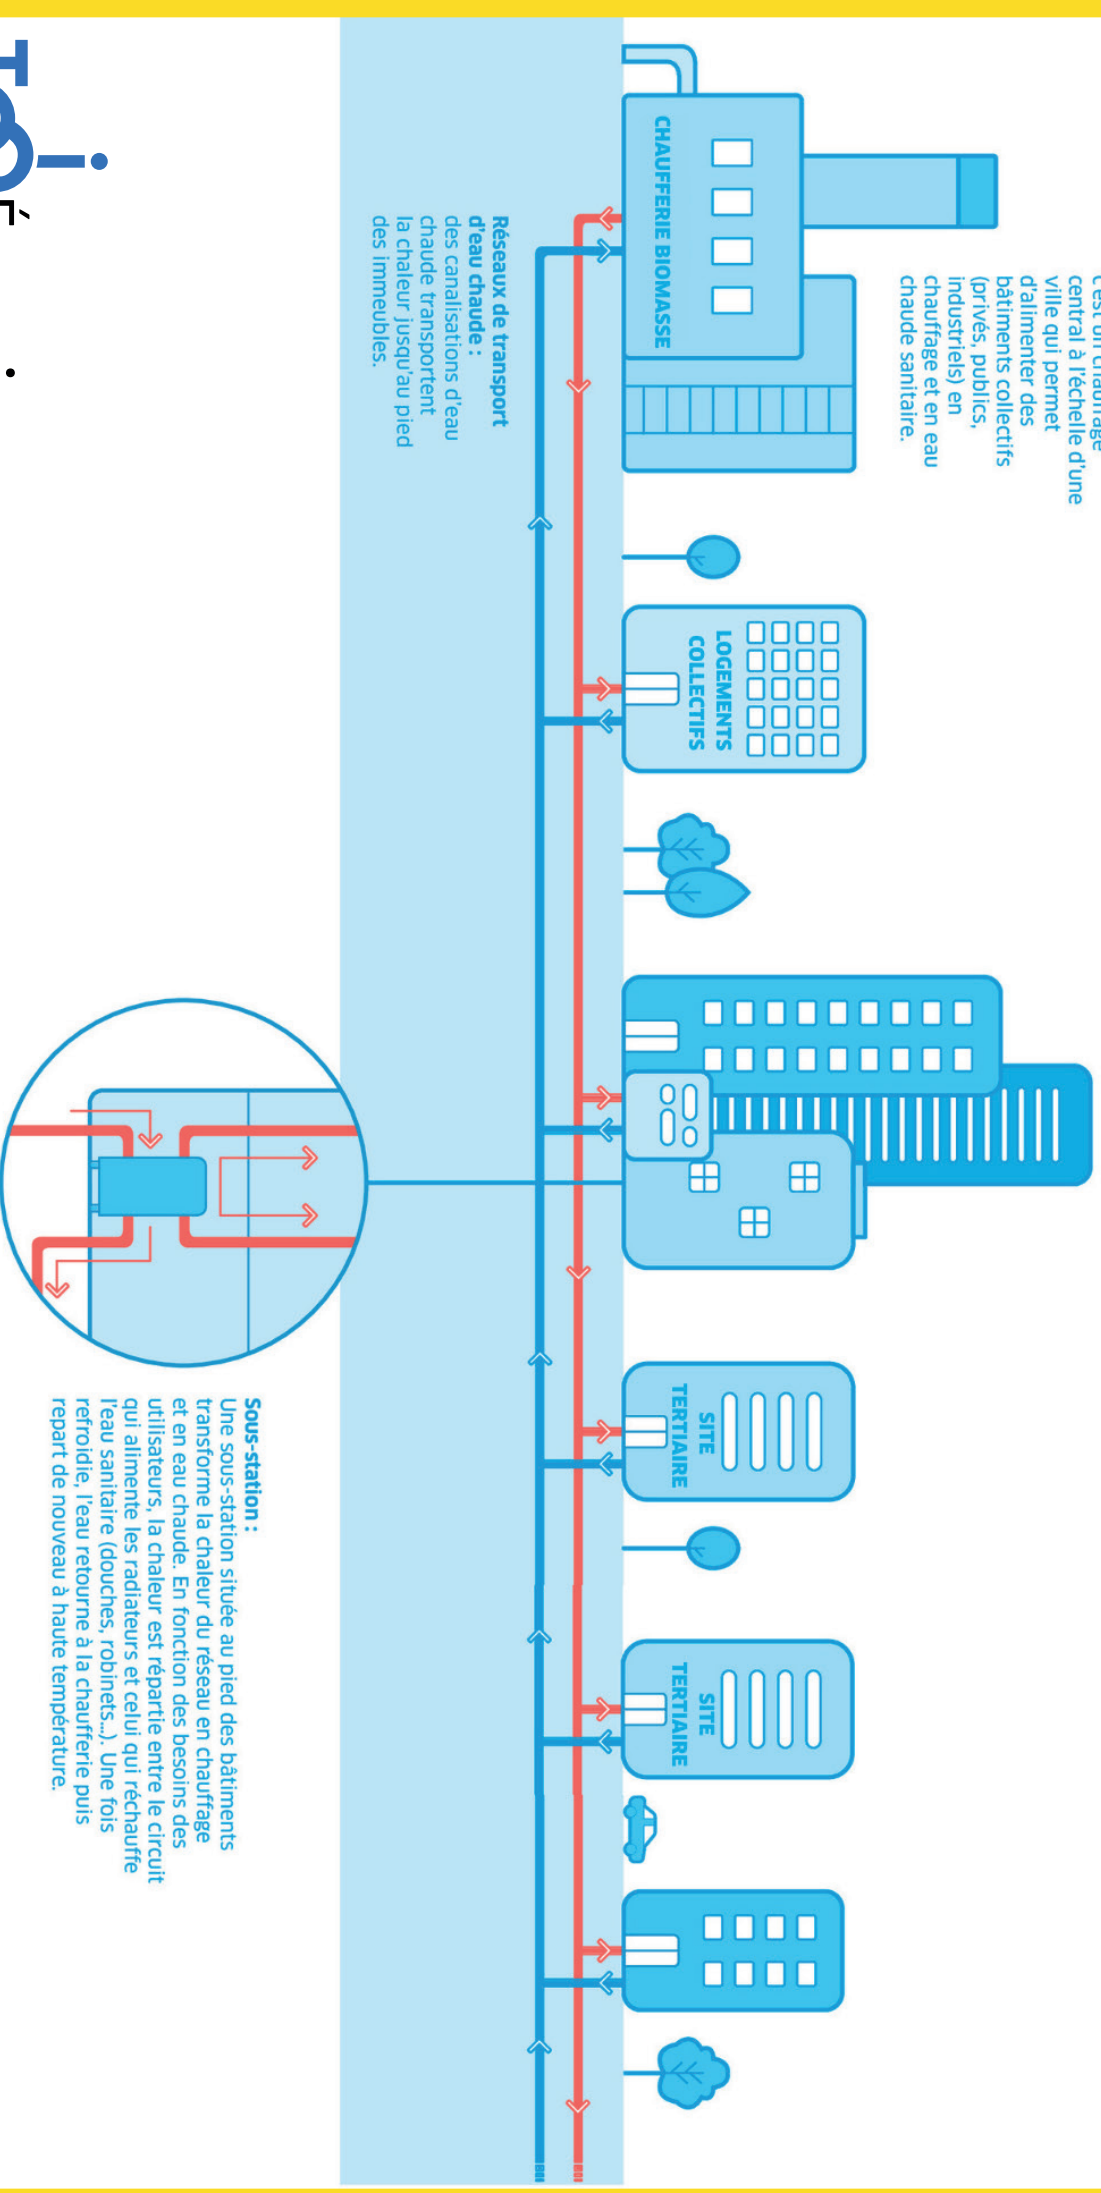 central à l'échelle d'une
ville qui permet
d'alimenter des
bâtiments collectifs
(privés, publics,
industriels) en
chauffage et en eau
chaude sanitaire.
CHAUFFERIE BIOMASSE
LOGEMENTS
COLLECTIFS
SITE
TERTIAIRE
SITE
TERTIAIRE
Réseaux de transport
d'eau chaude :
des canalisations d'eau
chaude transportent
la chaleur jusqu'au pied
des immeubles.
Sous-station :
Une sous-station située au pied des bâtiments
transforme la chaleur du réseau en chauffage
et en eau chaude. En fonction des besoins des
utilisateurs, la chaleur est répartie entre le circuit
qui alimente les radiateurs et celui qui réchauffe
l'eau sanitaire (douches, robinets...). Une fois
refroidie, l'eau retourne à la chaufferie puis
repart de nouveau à haute température.